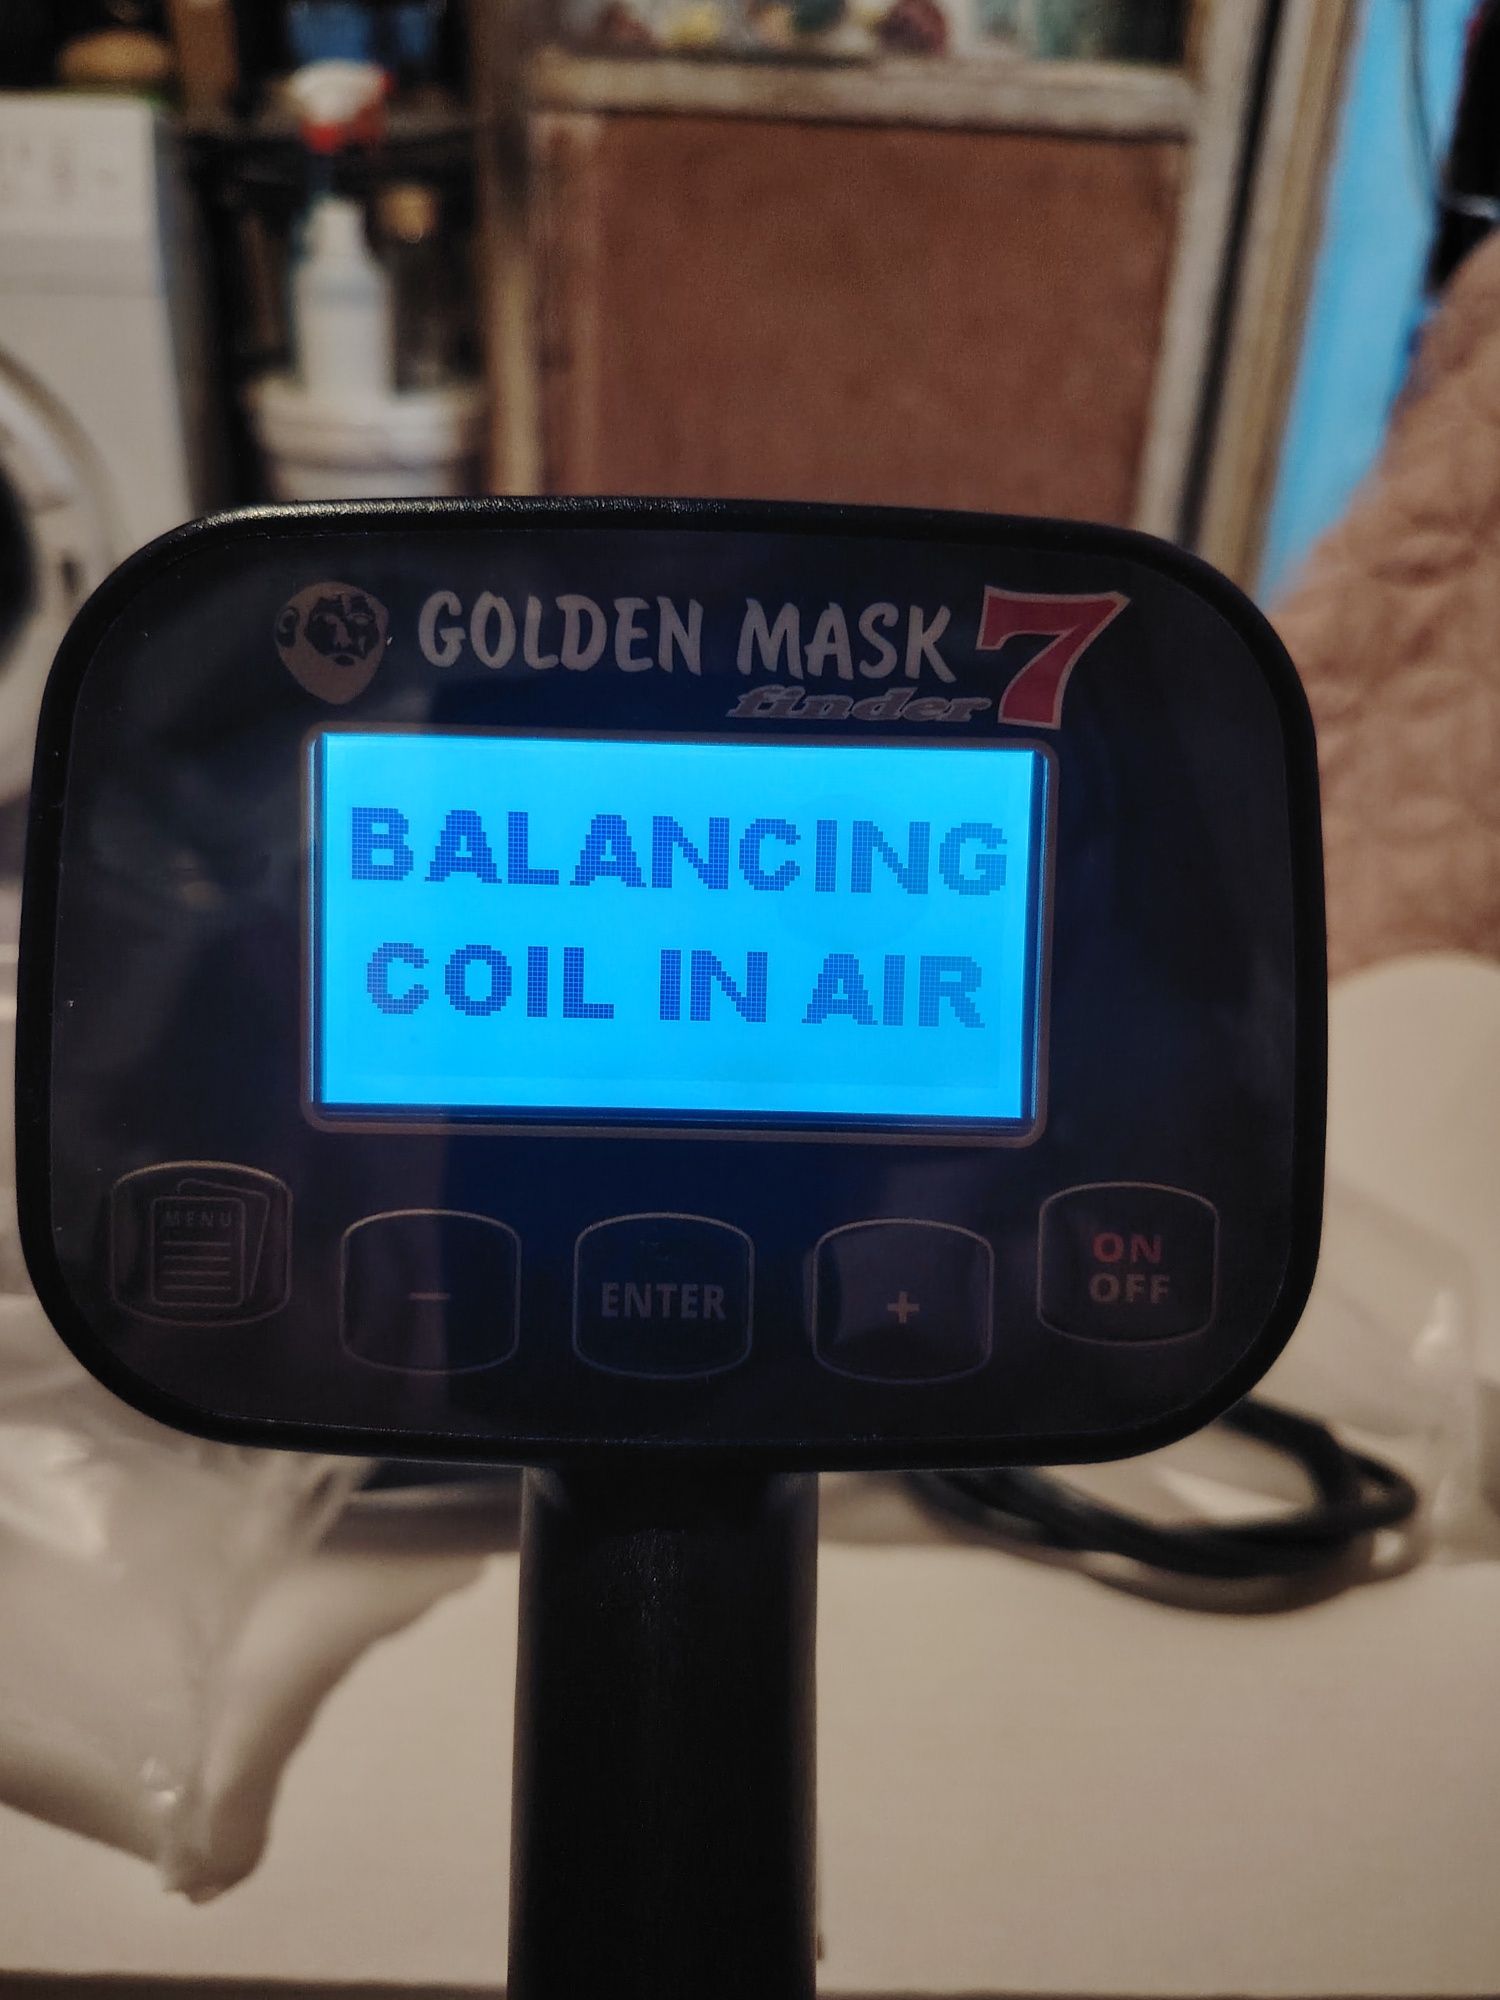 GOLDEN MASK 7
finder
BALANCING
COIL IN AIR
MENU
− ENTER + ON
OFF